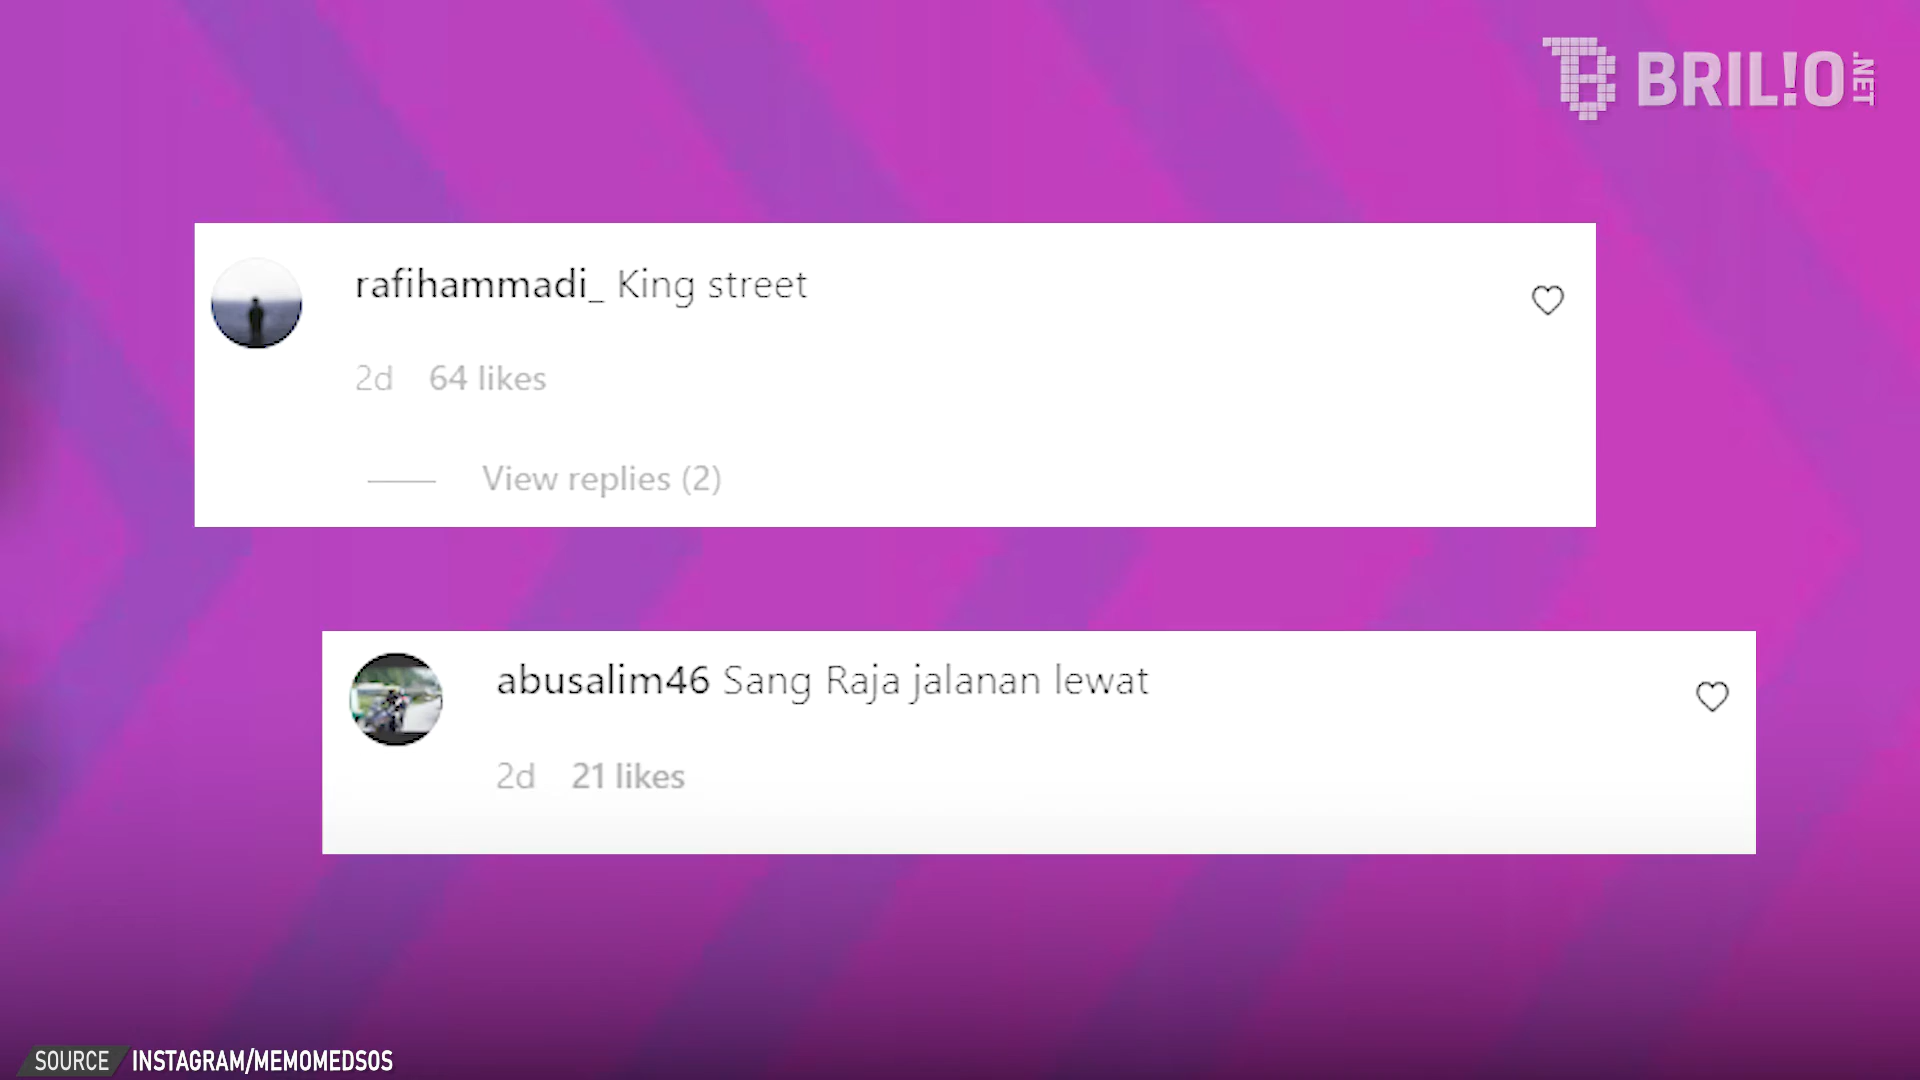 BRIL!O.NET
rafihammadi_ King street
2d 64 likes
View replies (2)
abusalim46 Sang Raja jalanan lewat
2d 21 likes
SOURCE INSTAGRAM/MEMOMEDSOS